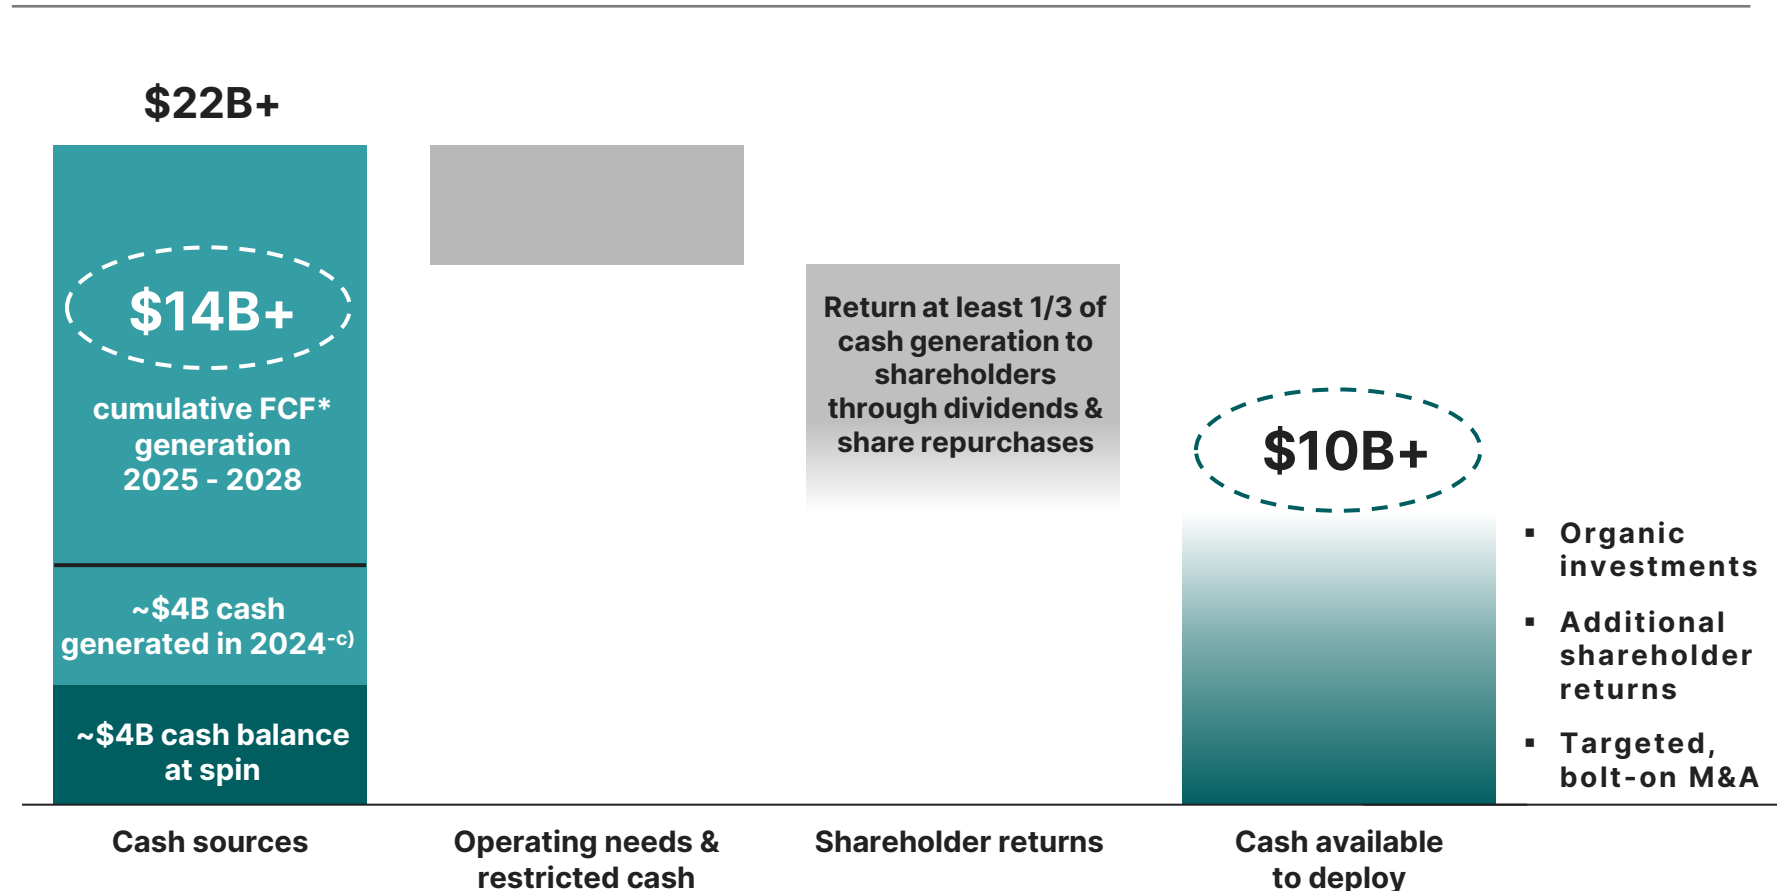 $22B+
$14B+
cumulative FCF*
generation
2025 - 2028
~$4B cash
generated in 2024-c)
~$4B cash balance
at spin
Return at least 1/3 of
cash generation to
shareholders
through dividends &
share repurchases
$10B+
▪ Organic
investments
▪ Additional
shareholder
returns
▪ Targeted,
bolt-on M&A
Cash sources
Operating needs &
restricted cash
Shareholder returns
Cash available
to deploy